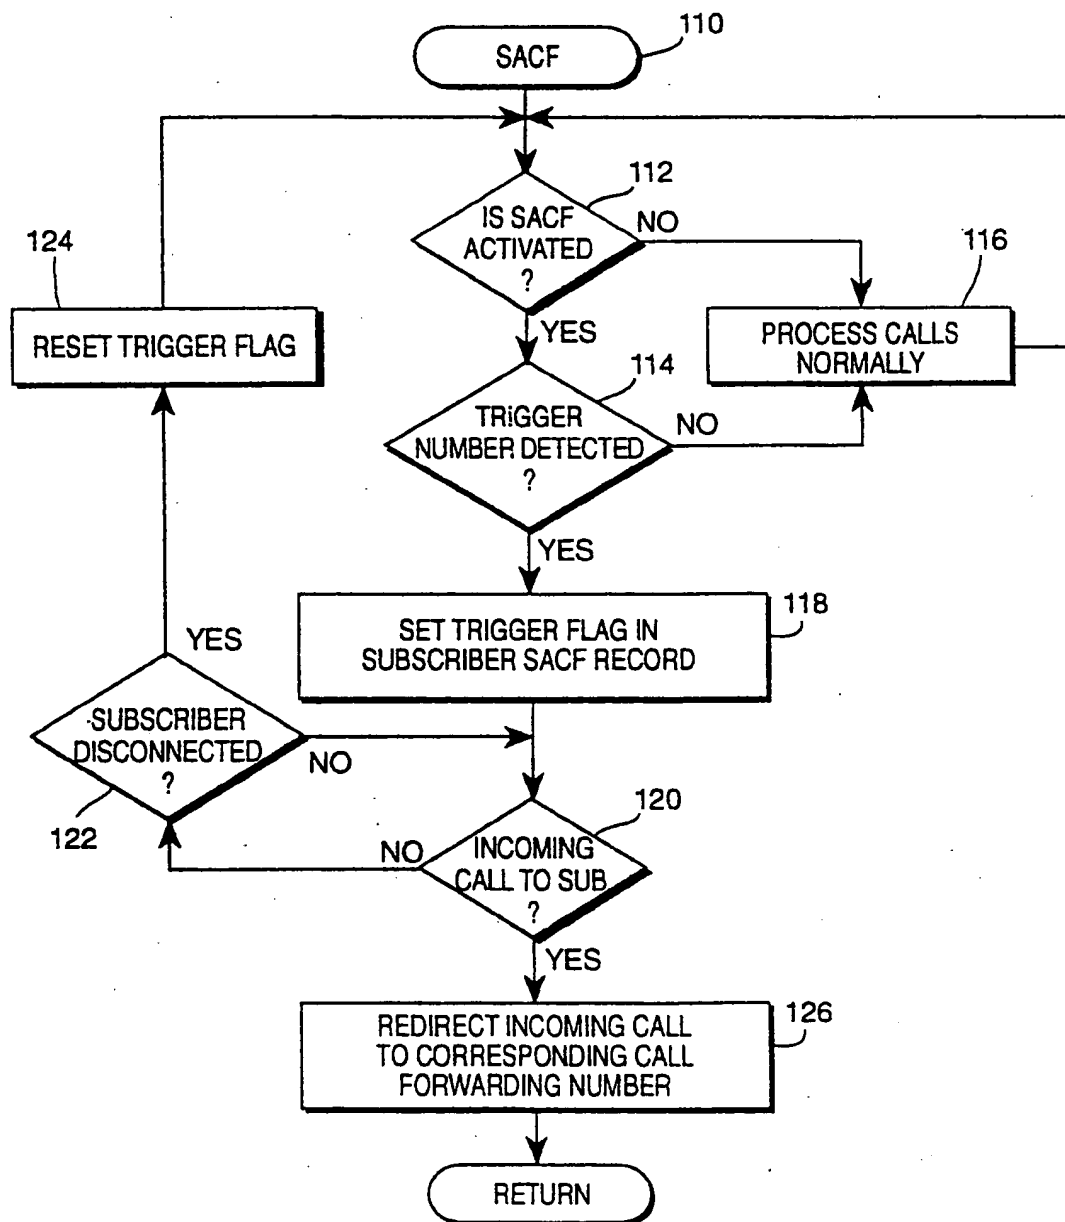 110
SACF
112
IS SACF
ACTIVATED
?
NO
YES
124
RESET TRIGGER FLAG
116
PROCESS CALLS
NORMALLY
114
TRIGGER
NUMBER DETECTED
?
NO
YES
118
SET TRIGGER FLAG IN
SUBSCRIBER SACF RECORD
YES
SUBSCRIBER
DISCONNECTED
?
NO
122
120
INCOMING
CALL TO SUB
?
NO
YES
126
REDIRECT INCOMING CALL
TO CORRESPONDING CALL
FORWARDING NUMBER
RETURN